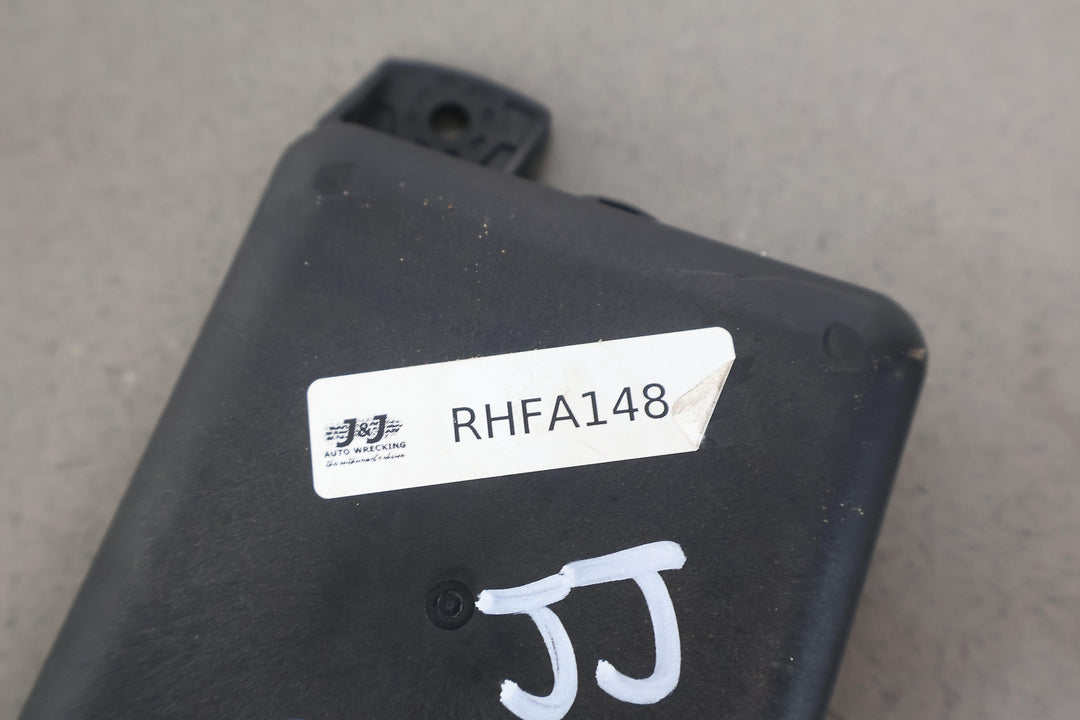 J&J
AUTO WRECKING
RHFA148
JJ